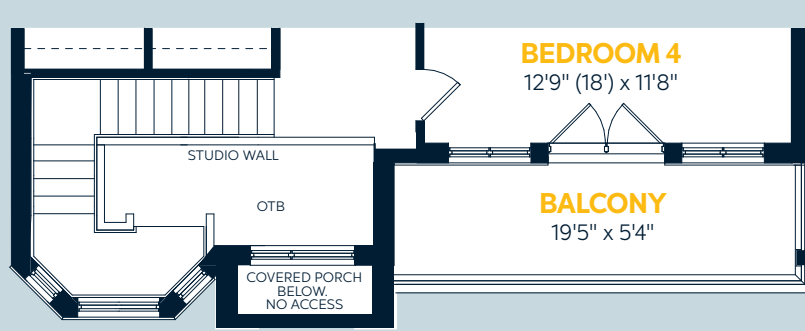 BEDROOM 4
12'9" (18') x 11'8"
STUDIO WALL
OTB
BALCONY
19'5" x 5'4"
COVERED PORCH
BELOW.
NO ACCESS